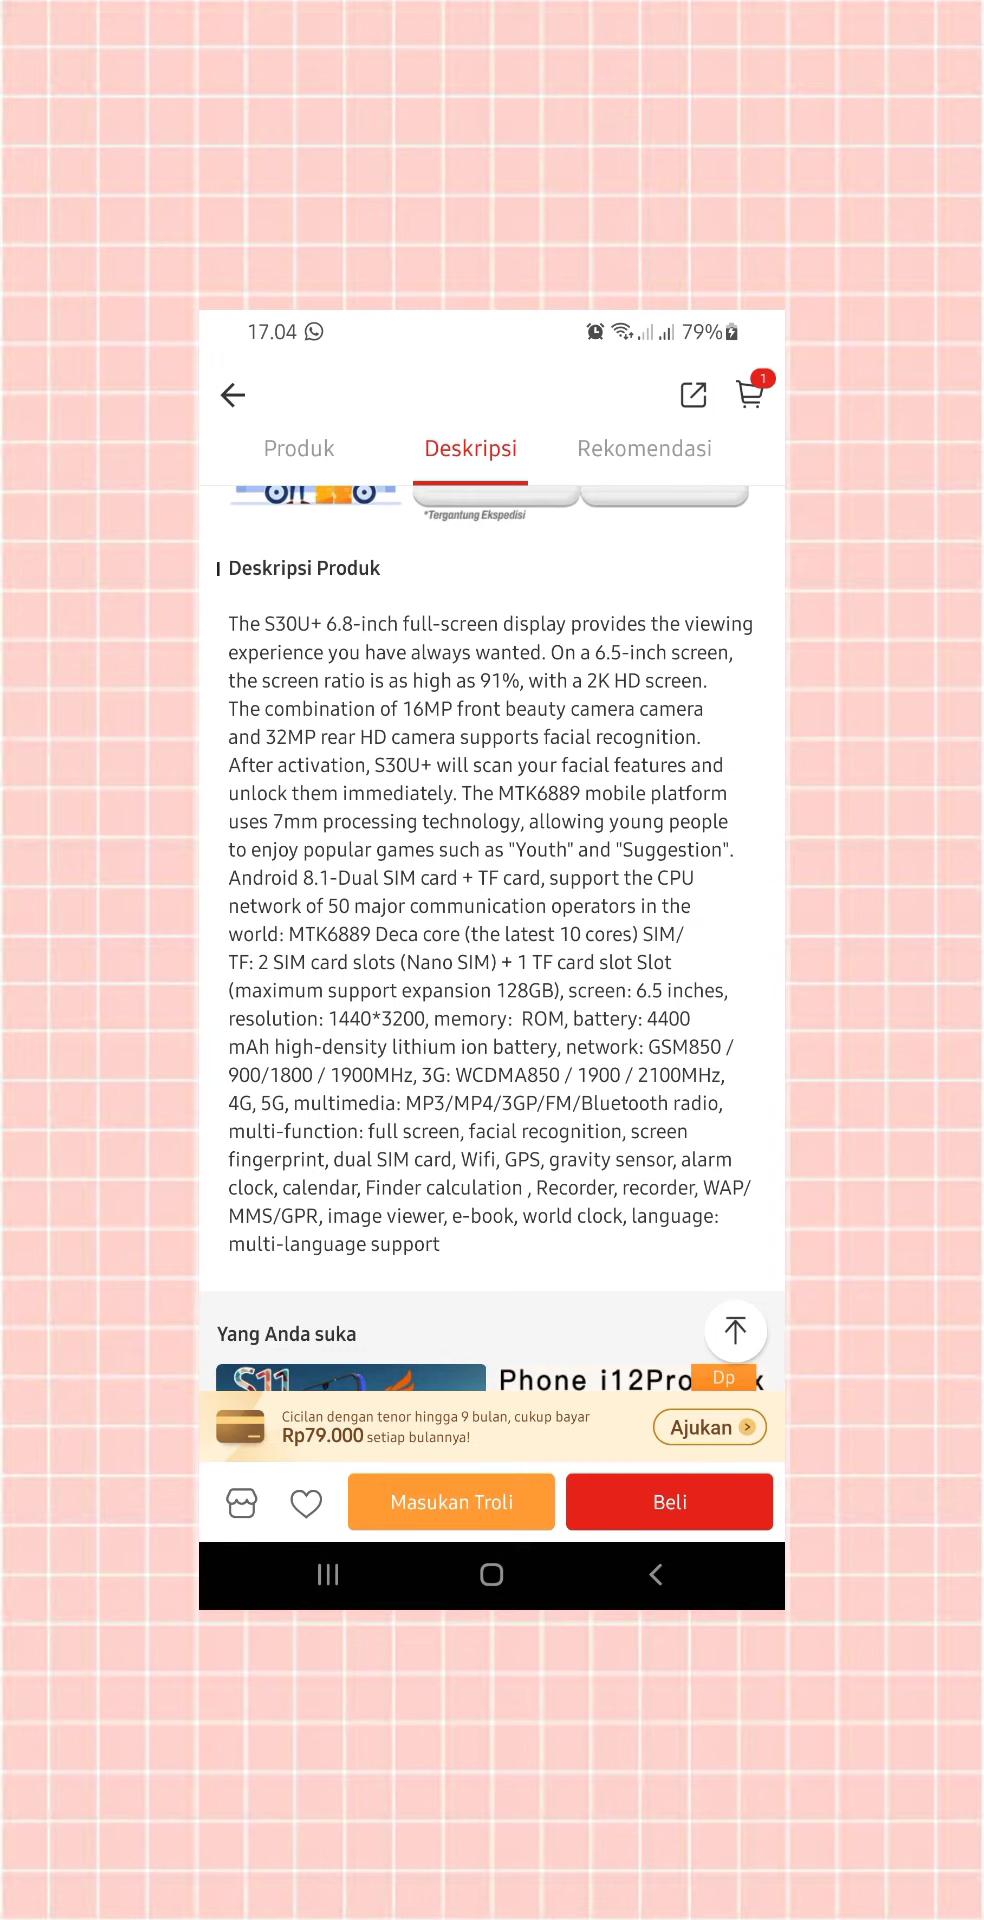 17.04
79%
1
Produk
Deskripsi
Rekomendasi
*Tergantung Ekspedisi
Deskripsi Produk
The S30U+ 6.8-inch full-screen display provides the viewing
experience you have always wanted. On a 6.5-inch screen,
the screen ratio is as high as 91%, with a 2K HD screen.
The combination of 16MP front beauty camera camera
and 32MP rear HD camera supports facial recognition.
After activation, S30U+ will scan your facial features and
unlock them immediately. The MTK6889 mobile platform
uses 7mm processing technology, allowing young people
to enjoy popular games such as "Youth" and "Suggestion".
Android 8.1-Dual SIM card + TF card, support the CPU
network of 50 major communication operators in the
world: MTK6889 Deca core (the latest 10 cores) SIM/
TF: 2 SIM card slots (Nano SIM) + 1 TF card slot Slot
(maximum support expansion 128GB), screen: 6.5 inches,
resolution: 1440*3200, memory:  ROM, battery: 4400
mAh high-density lithium ion battery, network: GSM850 /
900/1800 / 1900MHz, 3G: WCDMA850 / 1900 / 2100MHz,
4G, 5G, multimedia: MP3/MP4/3GP/FM/Bluetooth radio,
multi-function: full screen, facial recognition, screen
fingerprint, dual SIM card, Wifi, GPS, gravity sensor, alarm
clock, calendar, Finder calculation , Recorder, recorder, WAP/
MMS/GPR, image viewer, e-book, world clock, language:
multi-language support
Yang Anda suka
S11
Phone i12Pro
Dp
x
Cicilan dengan tenor hingga 9 bulan, cukup bayar
Rp79.000 setiap bulannya!
Ajukan
Masukan Troli
Beli